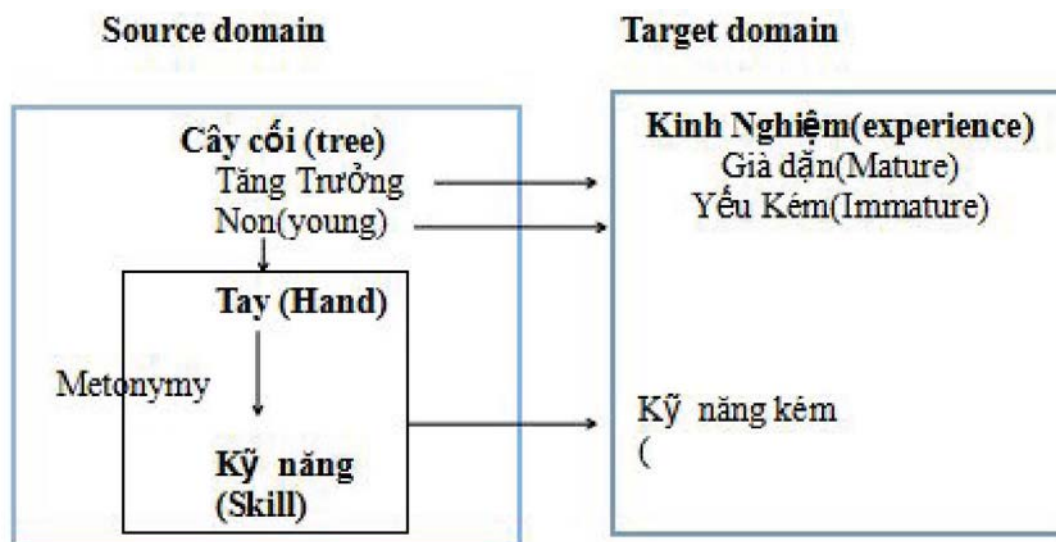 Source domain
Target domain
Cây cối (tree)
Tăng Trưởng
Non(young)
Tay (Hand)
Metonymy
Kỹ năng
(Skill)
Kinh Nghiệm(experience)
Già dặn(Mature)
Yếu Kém(Immature)
Kỹ năng kém
(